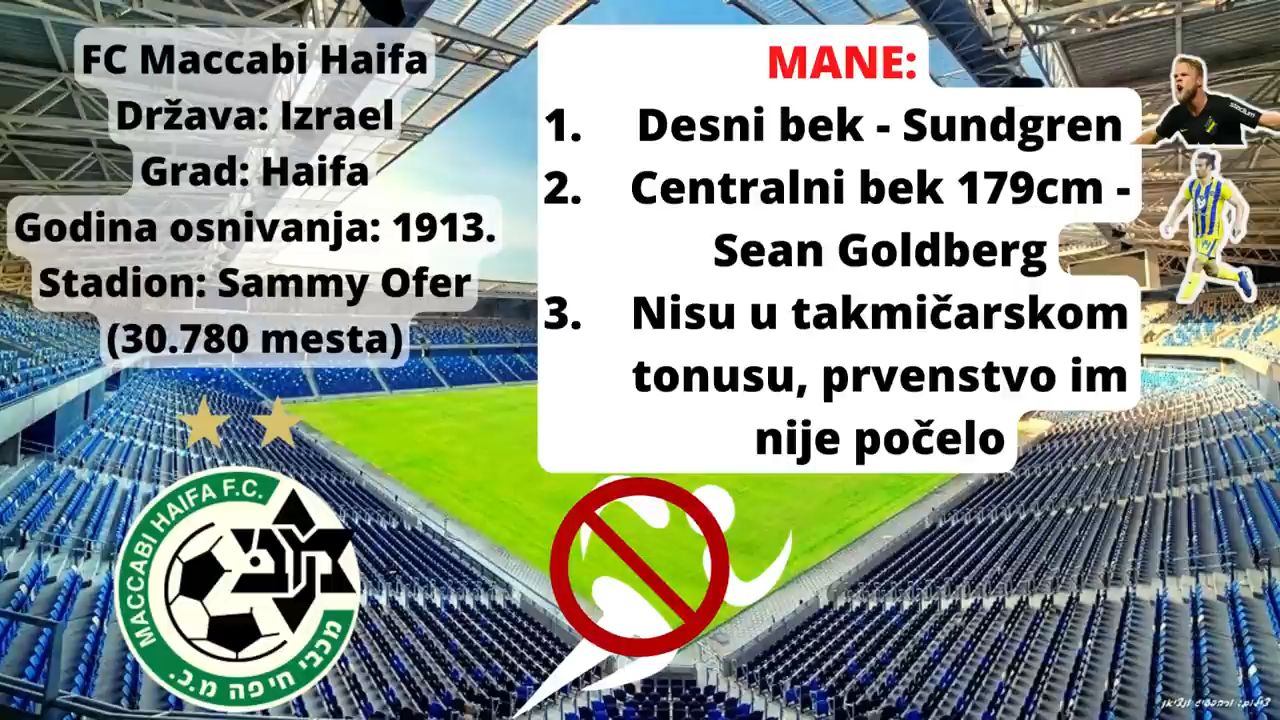 FC Maccabi Haifa
Država: Izrael
Grad: Haifa
Godina osnivanja: 1913.
Stadion: Sammy Ofer
(30.780 mesta)
MACCABI HAIFA F.C.
מכבי חיפה מ.כ.
MANE:
1. Desni bek - Sundgren
2. Centralni bek 179cm -
Sean Goldberg
3. Nisu u takmičarskom
tonusu, prvenstvo im
nije počelo
stadium